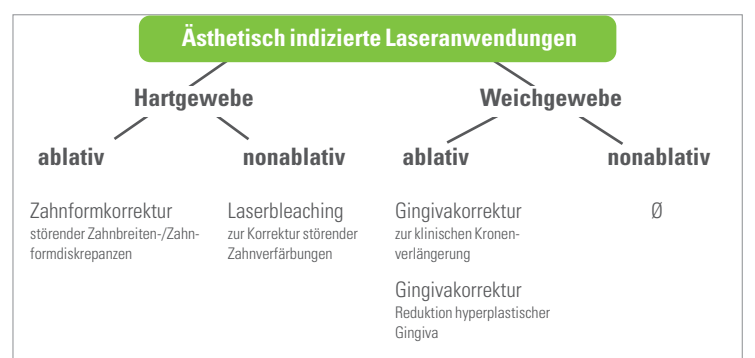 Ästhetisch indizierte Laseranwendungen
Hartgewebe
Weichgewebe
ablativ
nonablativ
ablativ
nonablativ
Zahnformkorrektur
störender Zahnbreiten-/Zahn-
formdiskrepanzen
Laserbleaching
zur Korrektur störender
Zahnverfärbungen
Gingivakorrektur
zur klinischen Kronen-
verlängerung
Gingivakorrektur
Reduktion hyperplastischer
Gingiva
Ø